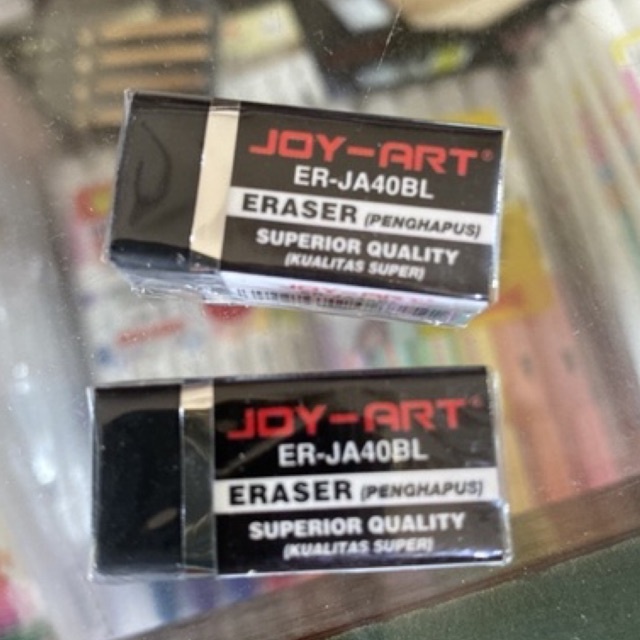 JOY-ART®
ER-JA40BL
ERASER (PENGHAPUS)
SUPERIOR QUALITY
(KUALITAS SUPER)
JOY-ART
ER-JA40BL
ERASER (PENGHAPUS)
SUPERIOR QUALITY
(KUALITAS SUPER)